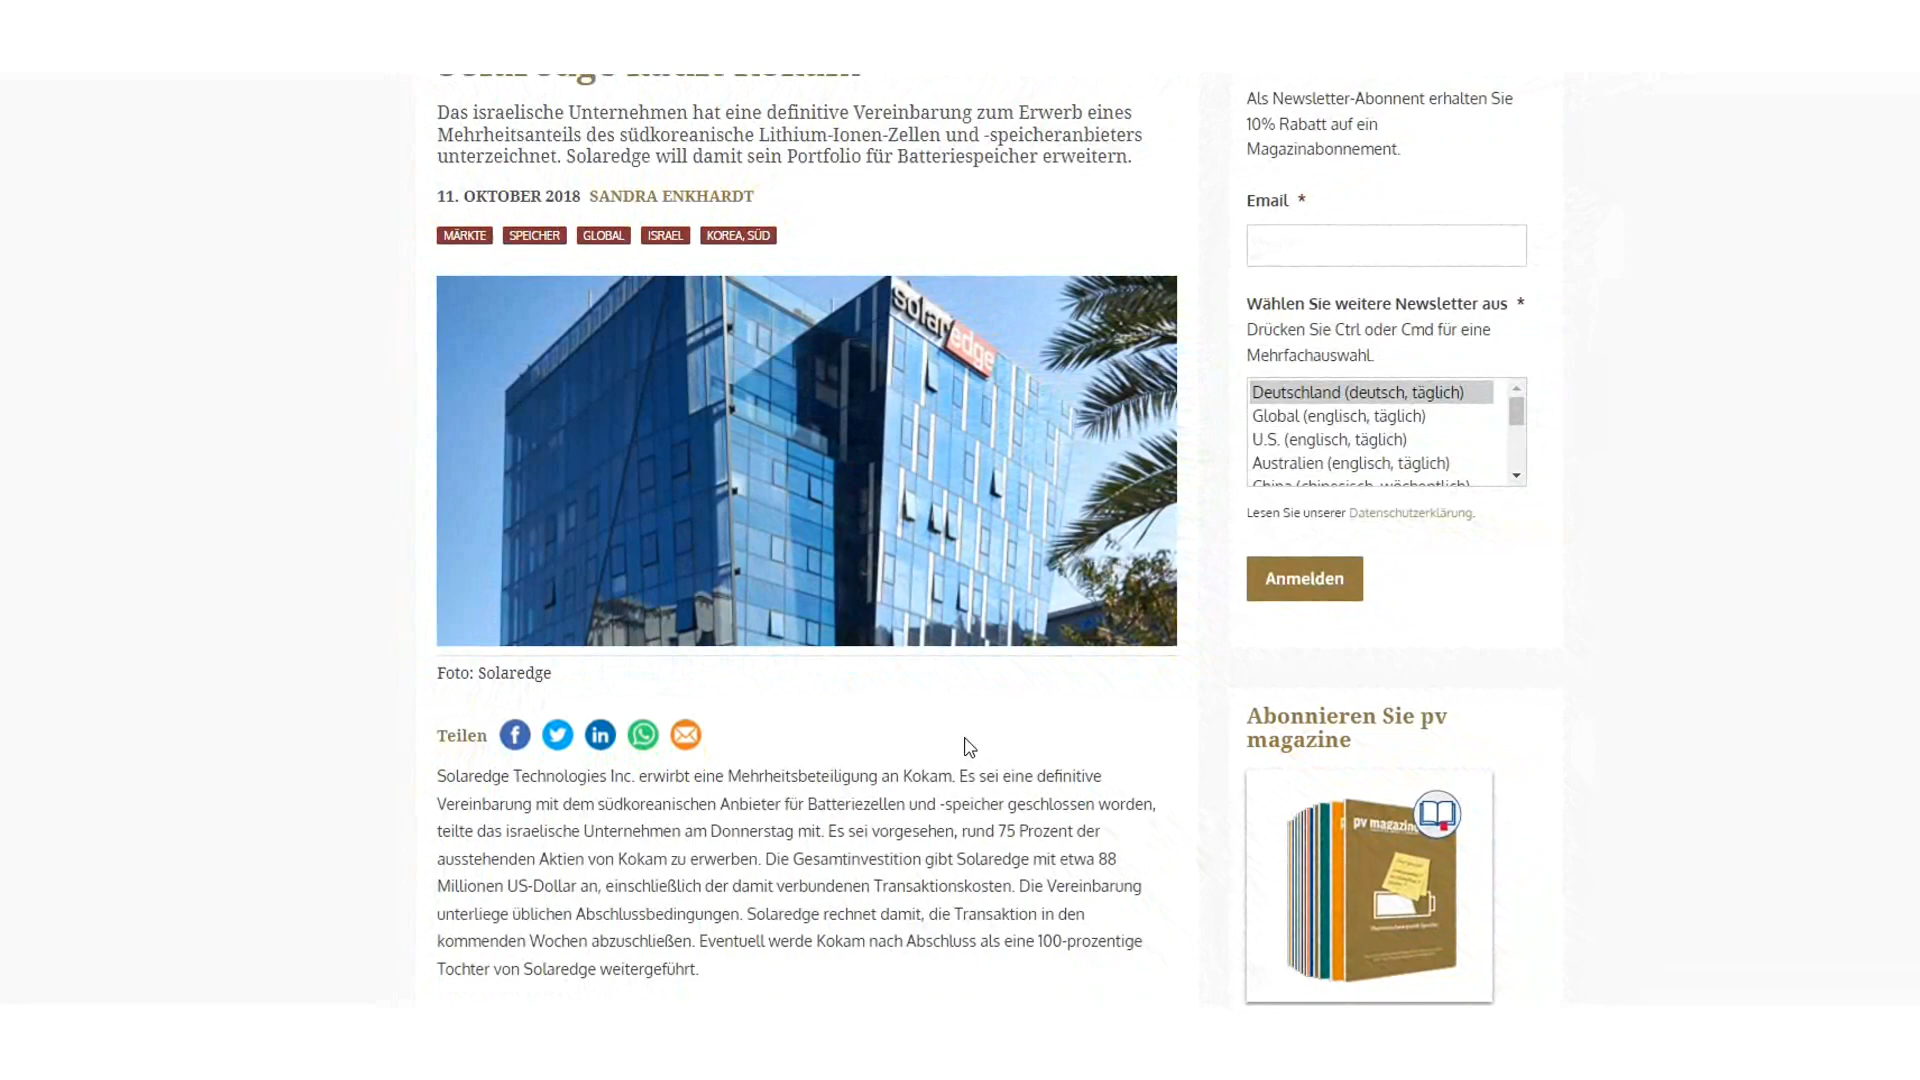 Das israelische Unternehmen hat eine definitive Vereinbarung zum Erwerb eines
Mehrheitsanteils des südkoreanische Lithium-Ionen-Zellen und -speicheranbieters
unterzeichnet. Solaredge will damit sein Portfolio für Batteriespeicher erweitern.
11. OKTOBER 2018 SANDRA ENKHARDT
MÄRKTE SPEICHER GLOBAL ISRAEL KOREA, SÜD
solaredge
Foto: Solaredge
Teilen
Solaredge Technologies Inc. erwirbt eine Mehrheitsbeteiligung an Kokam. Es sei eine definitive
Vereinbarung mit dem südkoreanischen Anbieter für Batteriezellen und -speicher geschlossen worden,
teilte das israelische Unternehmen am Donnerstag mit. Es sei vorgesehen, rund 75 Prozent der
ausstehenden Aktien von Kokam zu erwerben. Die Gesamtinvestition gibt Solaredge mit etwa 88
Millionen US-Dollar an, einschließlich der damit verbundenen Transaktionskosten. Die Vereinbarung
unterliege üblichen Abschlussbedingungen. Solaredge rechnet damit, die Transaktion in den
kommenden Wochen abzuschließen. Eventuell werde Kokam nach Abschluss als eine 100-prozentige
Tochter von Solaredge weitergeführt.
Als Newsletter-Abonnent erhalten Sie
10% Rabatt auf ein
Magazinabonnement.
Email *
Wählen Sie weitere Newsletter aus *
Drücken Sie Ctrl oder Cmd für eine
Mehrfachauswahl.
Deutschland (deutsch, täglich)
Global (englisch, täglich)
U.S. (englisch, täglich)
Australien (englisch, täglich)
China (chinesisch, wöchentlich)
Lesen Sie unserer Datenschutzerklärung.
Anmelden
Abonnieren Sie pv
magazine
pv magazine